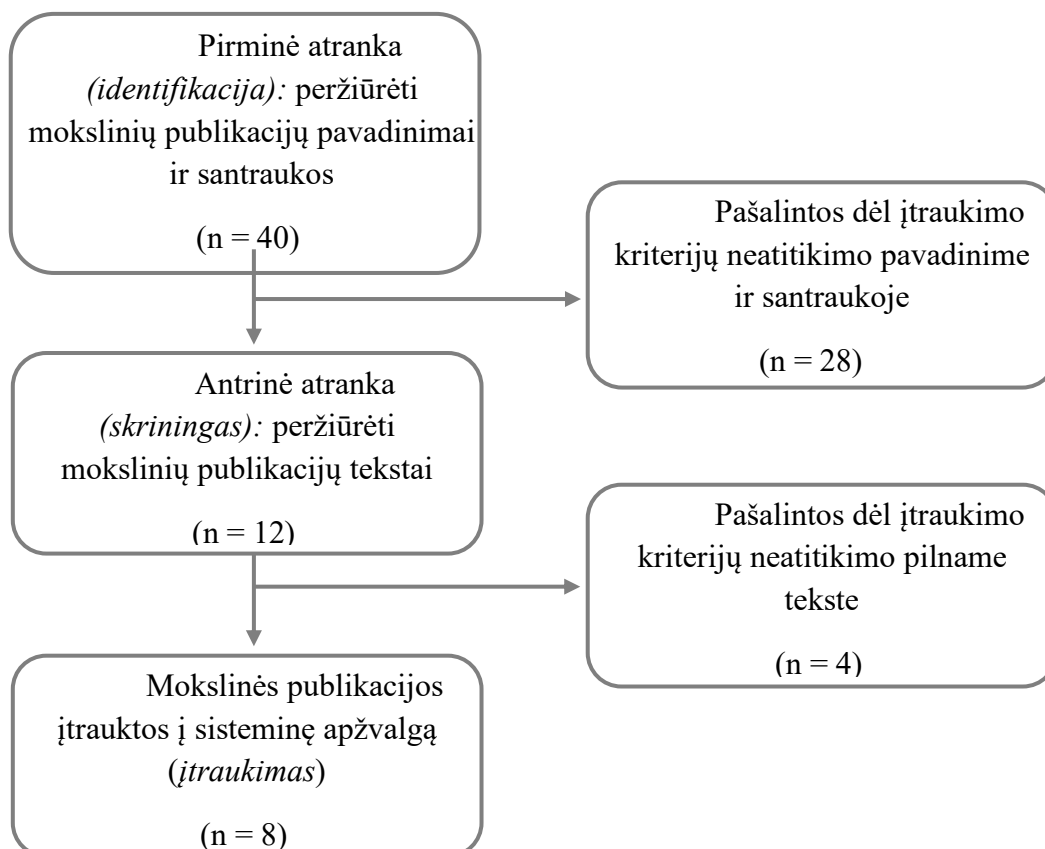 Pirminė atranka
(identifikacija): peržiūrėti
mokslinių publikacijų pavadinimai
ir santraukos
(n = 40)
Pašalintos dėl įtraukimo
kriterijų neatitikimo pavadinime
ir santraukoje
(n = 28)
Antrinė atranka
(skriningas): peržiūrėti
mokslinių publikacijų tekstai
(n = 12)
Pašalintos dėl įtraukimo
kriterijų neatitikimo pilname
tekste
(n = 4)
Mokslinės publikacijos
įtrauktos į sisteminę apžvalgą
(įtraukimas)
(n = 8)